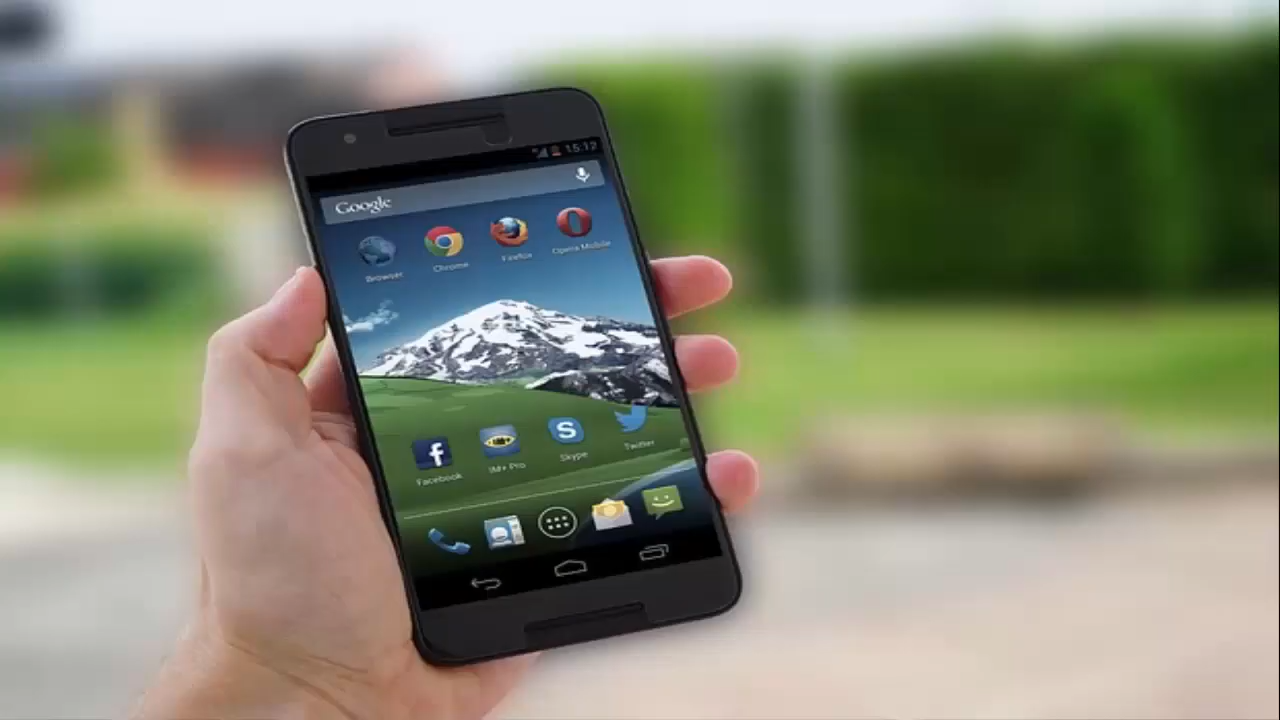 15:12
Google
Browser
Chrome
Firefox
Opera Mobile
Facebook
IM+ Pro
Skype
Twitter